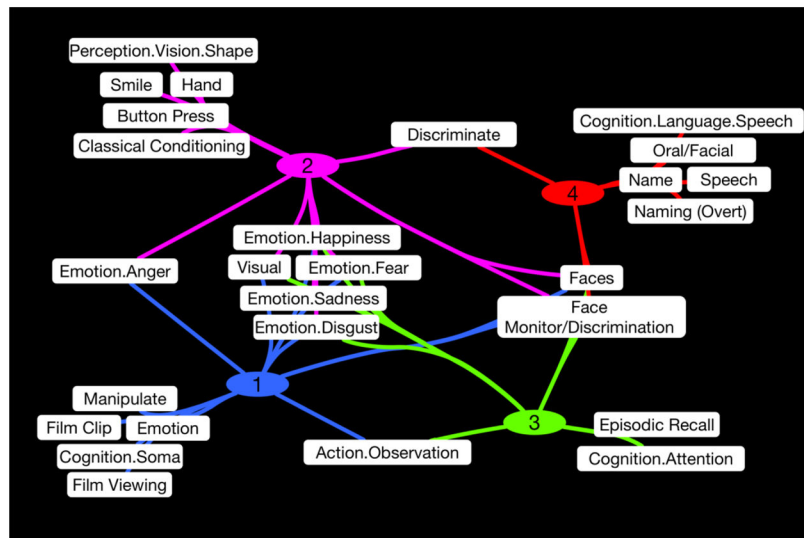 Perception.Vision.Shape
Smile
Hand
Button Press
Classical Conditioning
2
Discriminate
Cognition.Language.Speech
Oral/Facial
Name
Speech
4
Naming (Overt)
Emotion.Happiness
Emotion.Anger
Visual
Emotion.Fear
Faces
Emotion.Sadness
Face
Monitor/Discrimination
Emotion.Disgust
1
Manipulate
Film Clip
Emotion
Cognition.Soma
Film Viewing
Action.Observation
3
Episodic Recall
Cognition.Attention